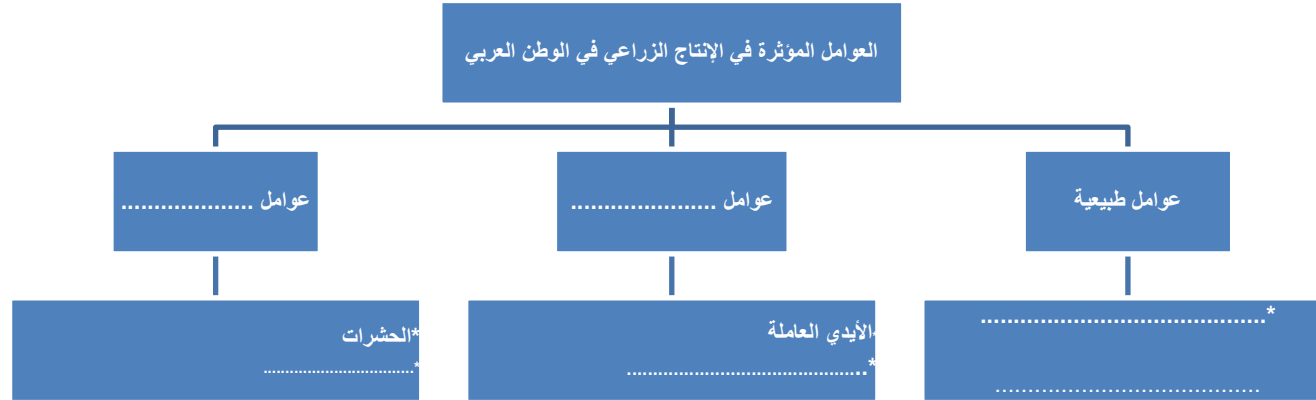 العوامل المؤثرة في الإنتاج الزراعي في الوطن العربي
عوامل طبيعية
عوامل .....................
عوامل ....................
*...........................................
........................................
*الأيدي العاملة
*...........................................
*الحشرات
*...................................